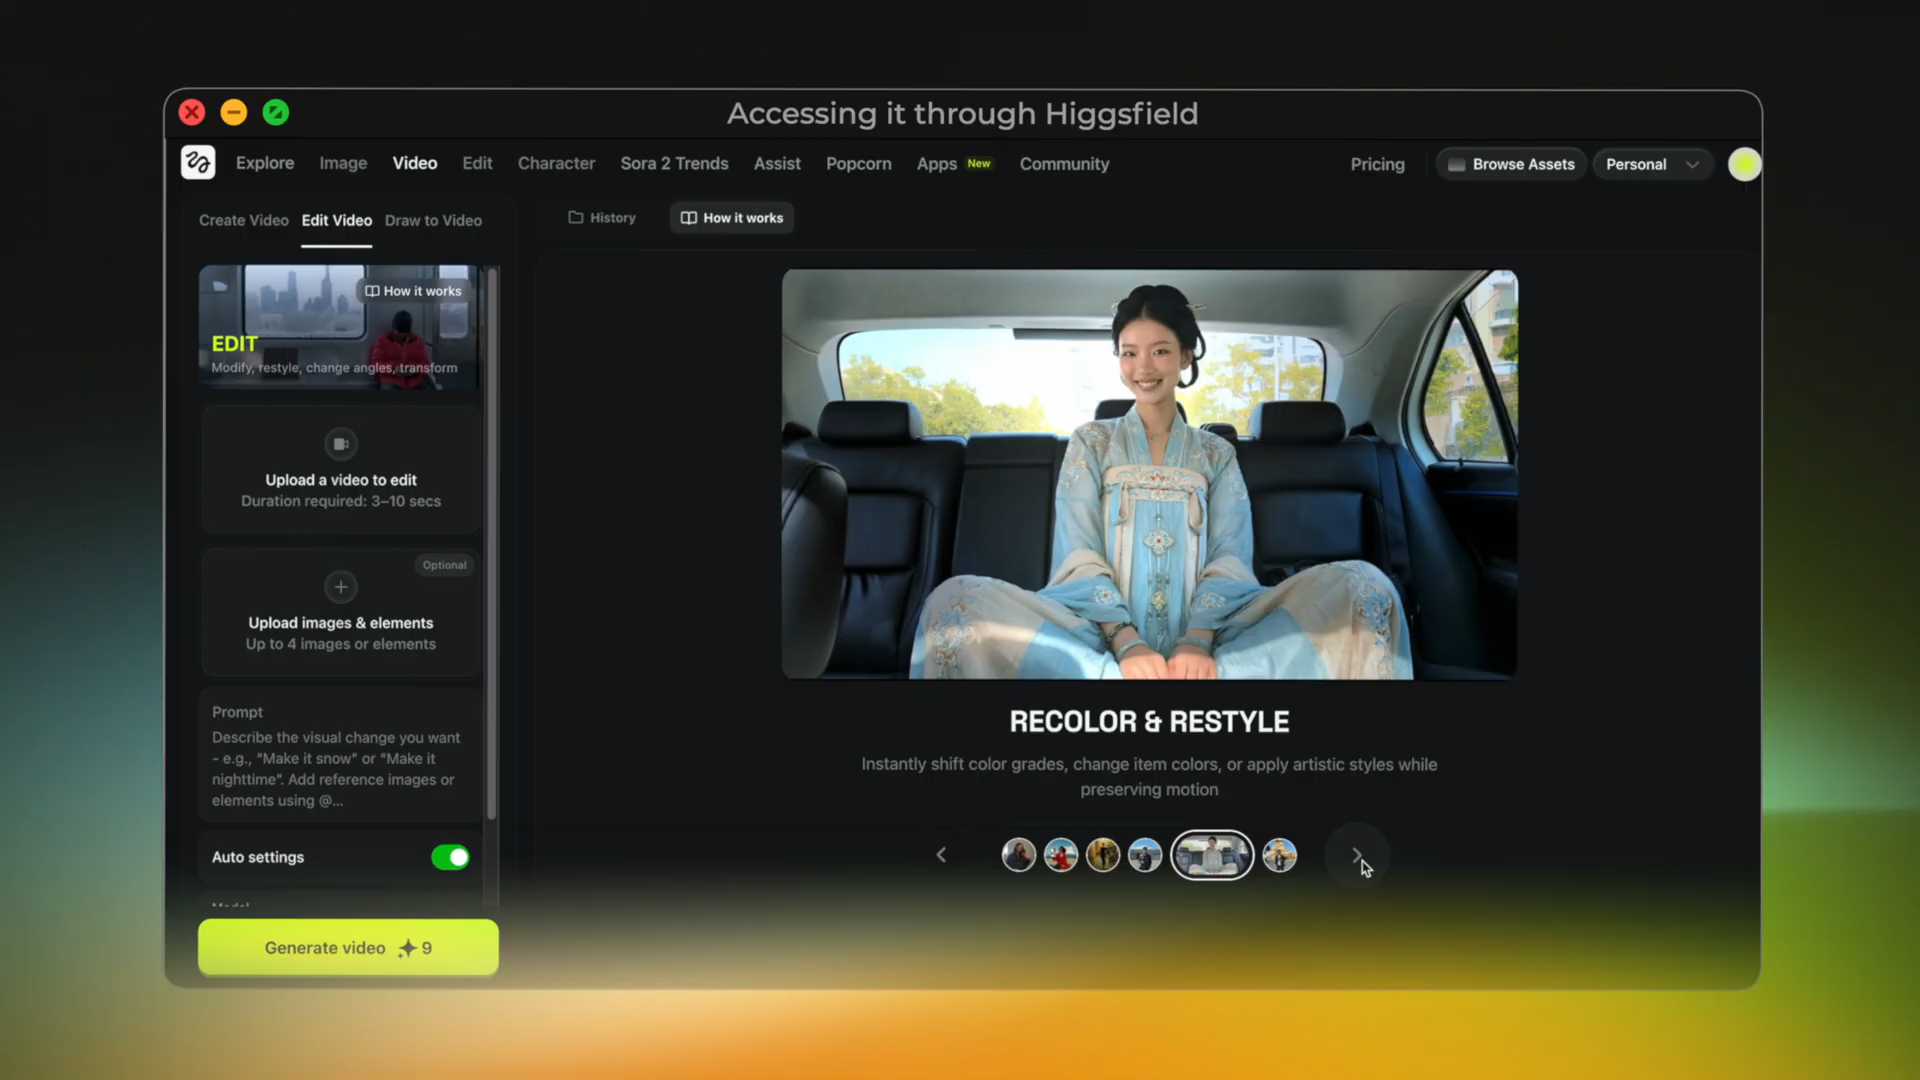 Accessing it through Higgsfield
Explore Image Video Edit Character Sora 2 Trends Assist Popcorn Apps New Community Pricing Browse Assets Personal
Create Video Edit Video Draw to Video
History How it works
How it works
EDIT
Modify, restyle, change angles, transform
Upload a video to edit
Duration required: 3–10 secs
Optional
Upload images & elements
Up to 4 images or elements
Prompt
Describe the visual change you want
- e.g., “Make it snow” or “Make it
nighttime”. Add reference images or
elements using @...
Auto settings
Model
Generate video 9
RECOLOR & RESTYLE
Instantly shift color grades, change item colors, or apply artistic styles while
preserving motion